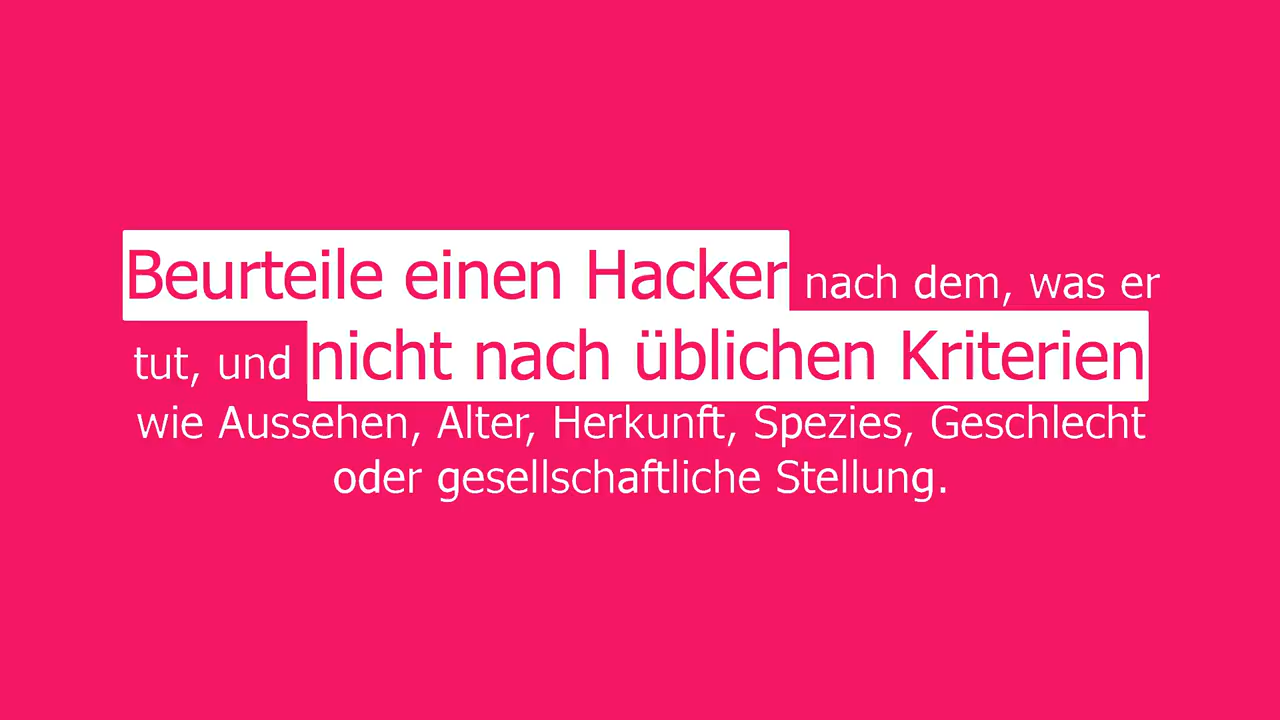 Beurteile einen Hacker nach dem, was er
tut, und nicht nach üblichen Kriterien
wie Aussehen, Alter, Herkunft, Spezies, Geschlecht
oder gesellschaftliche Stellung.